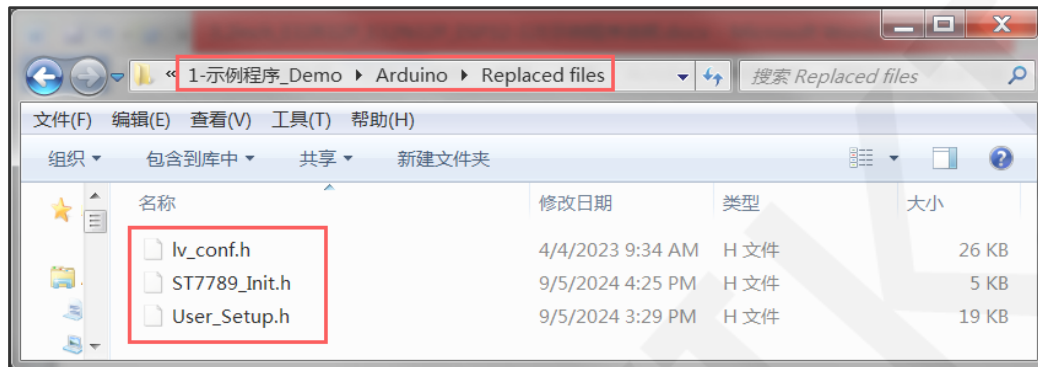 « 1-示例程序_Demo ▸ Arduino ▸ Replaced files 搜索 Replaced files
文件(F) 编辑(E) 查看(V) 工具(T) 帮助(H)
组织 包含到库中 共享 新建文件夹
名称 修改日期 类型 大小
lv_conf.h 4/4/2023 9:34 AM H 文件 26 KB
ST7789_Init.h 9/5/2024 4:25 PM H 文件 5 KB
User_Setup.h 9/5/2024 3:29 PM H 文件 19 KB